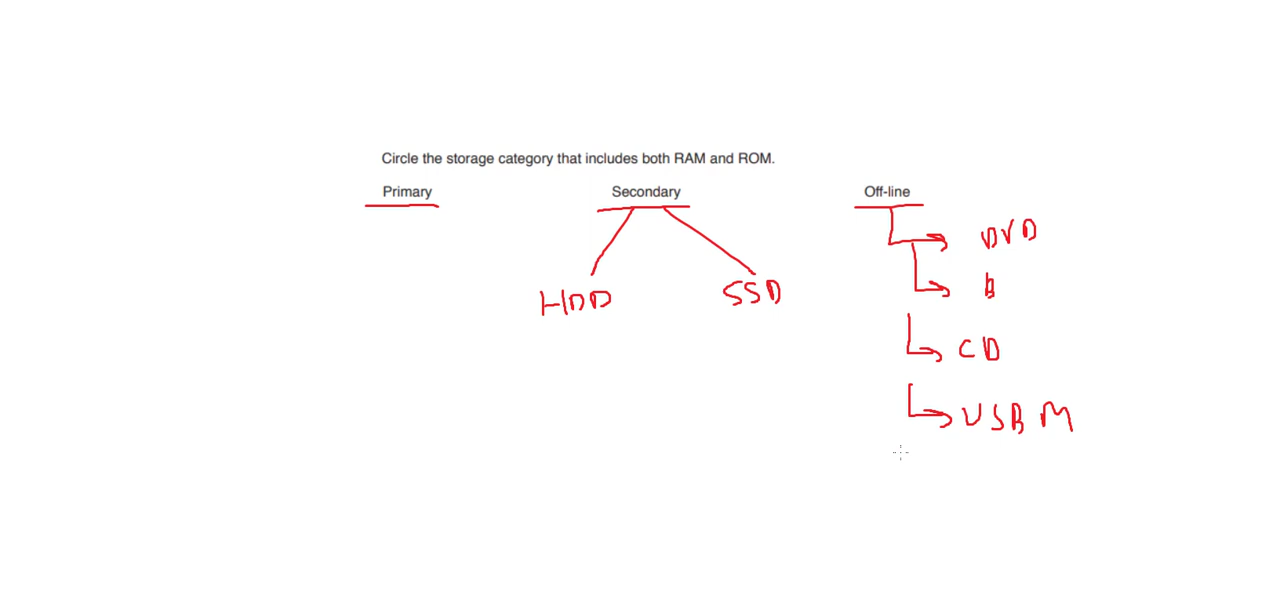 Circle the storage category that includes both RAM and ROM.
Primary Secondary Off-line
DVD
HDD SSD
CD
USB M